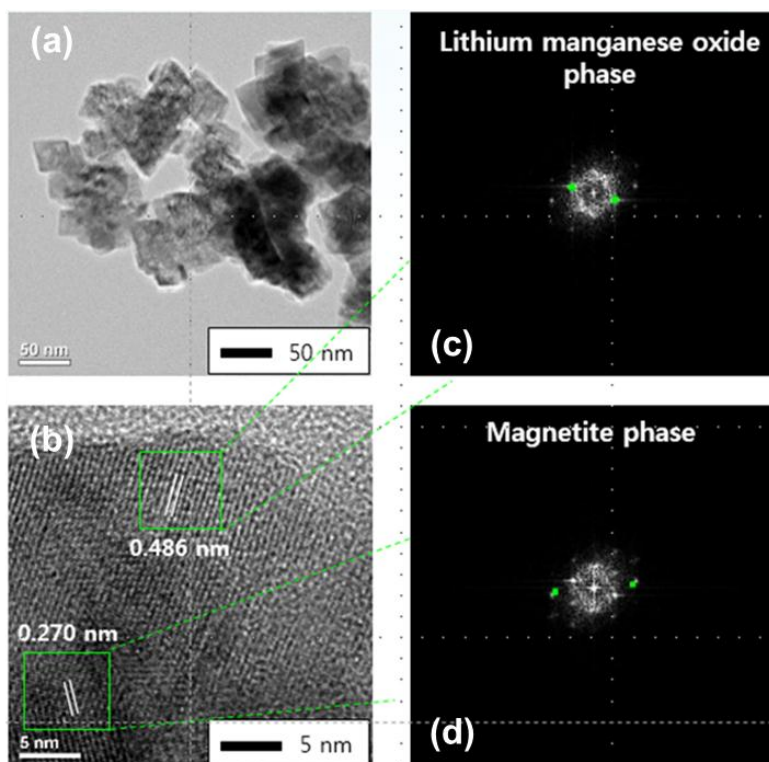 (a)
50 nm
50 nm
Lithium manganese oxide
phase
(c)
(b)
0.486 nm
0.270 nm
5 nm
5 nm
Magnetite phase
(d)